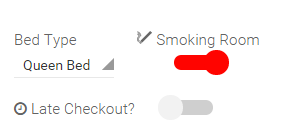 Bed Type
Smoking Room
Queen Bed
Late Checkout?